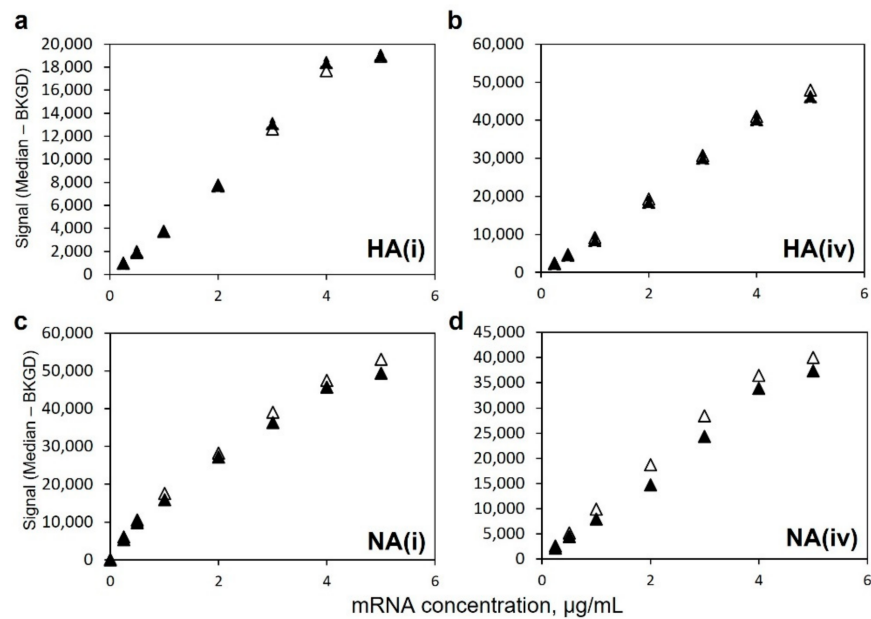 a
20,000
18,000
16,000
14,000
12,000
10,000
8,000
6,000
4,000
2,000
0
Signal (Median – BKGD)
HA(i)
0 2 4 6
b
60,000
50,000
40,000
30,000
20,000
10,000
0
HA(iv)
0 2 4 6
c
60,000
50,000
40,000
30,000
20,000
10,000
0
Signal (Median – BKGD)
NA(i)
0 2 4 6
d
45,000
40,000
35,000
30,000
25,000
20,000
15,000
10,000
5,000
0
NA(iv)
0 2 4 6
mRNA concentration, µg/mL